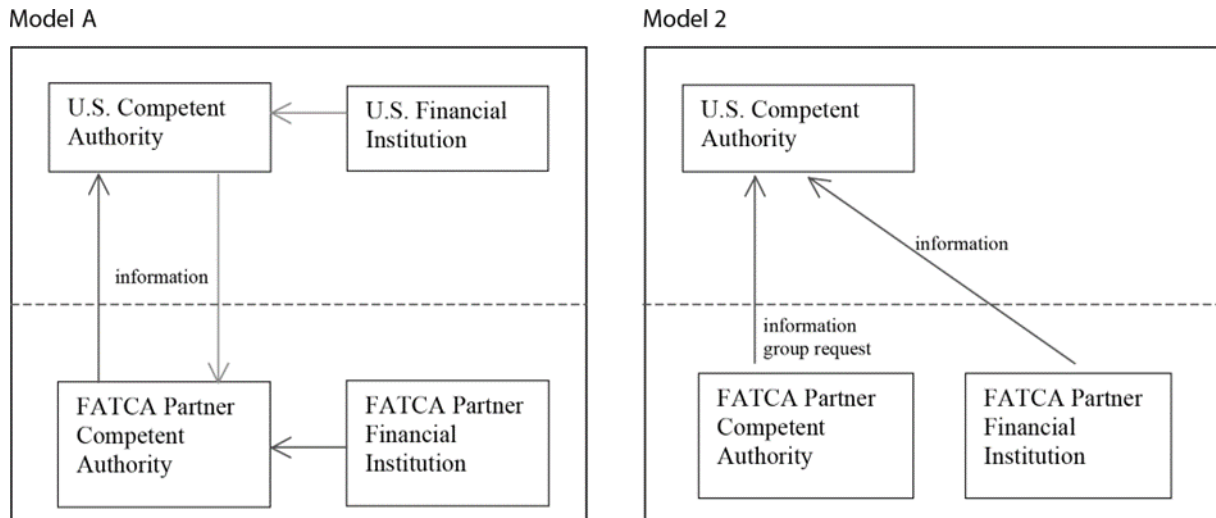 Model A
U.S. Competent
Authority
U.S. Financial
Institution
information
FATCA Partner
Competent
Authority
FATCA Partner
Financial
Institution
Model 2
U.S. Competent
Authority
information
information
group request
FATCA Partner
Competent
Authority
FATCA Partner
Financial
Institution